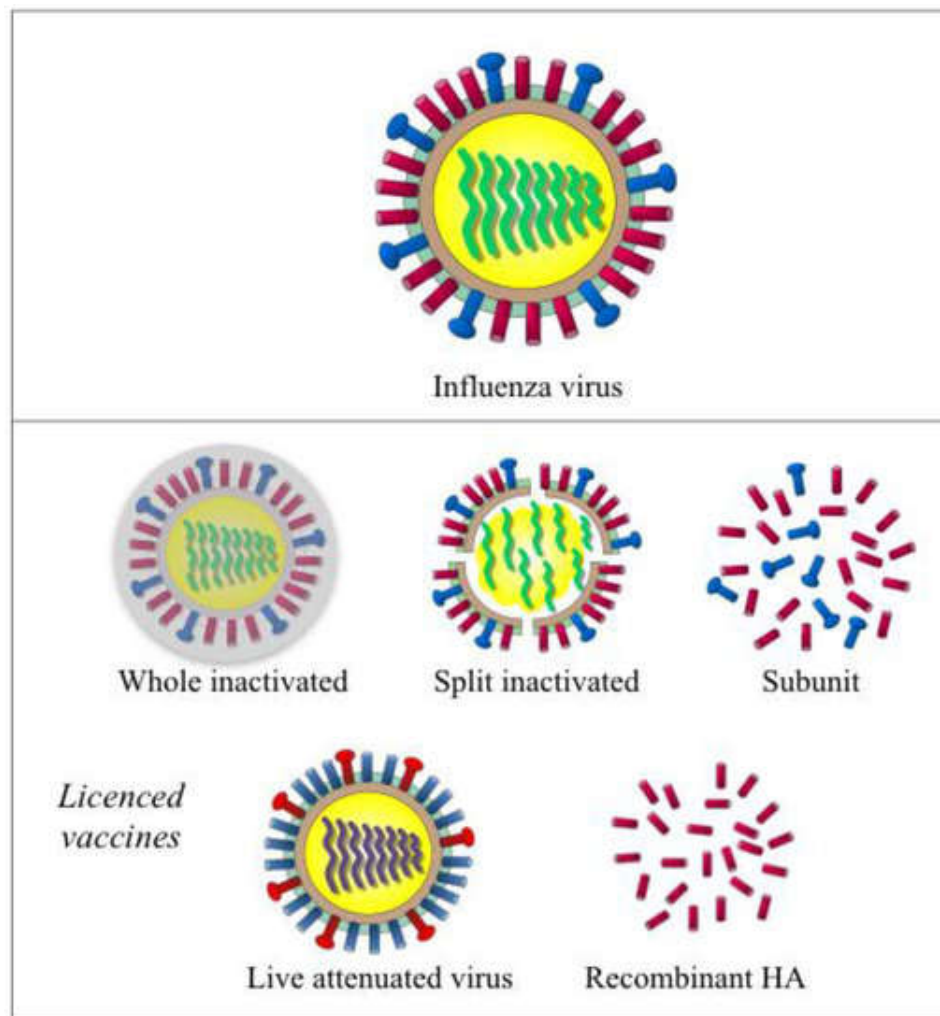 Influenza virus
Whole inactivated
Split inactivated
Subunit
Licenced
vaccines
Live attenuated virus
Recombinant HA